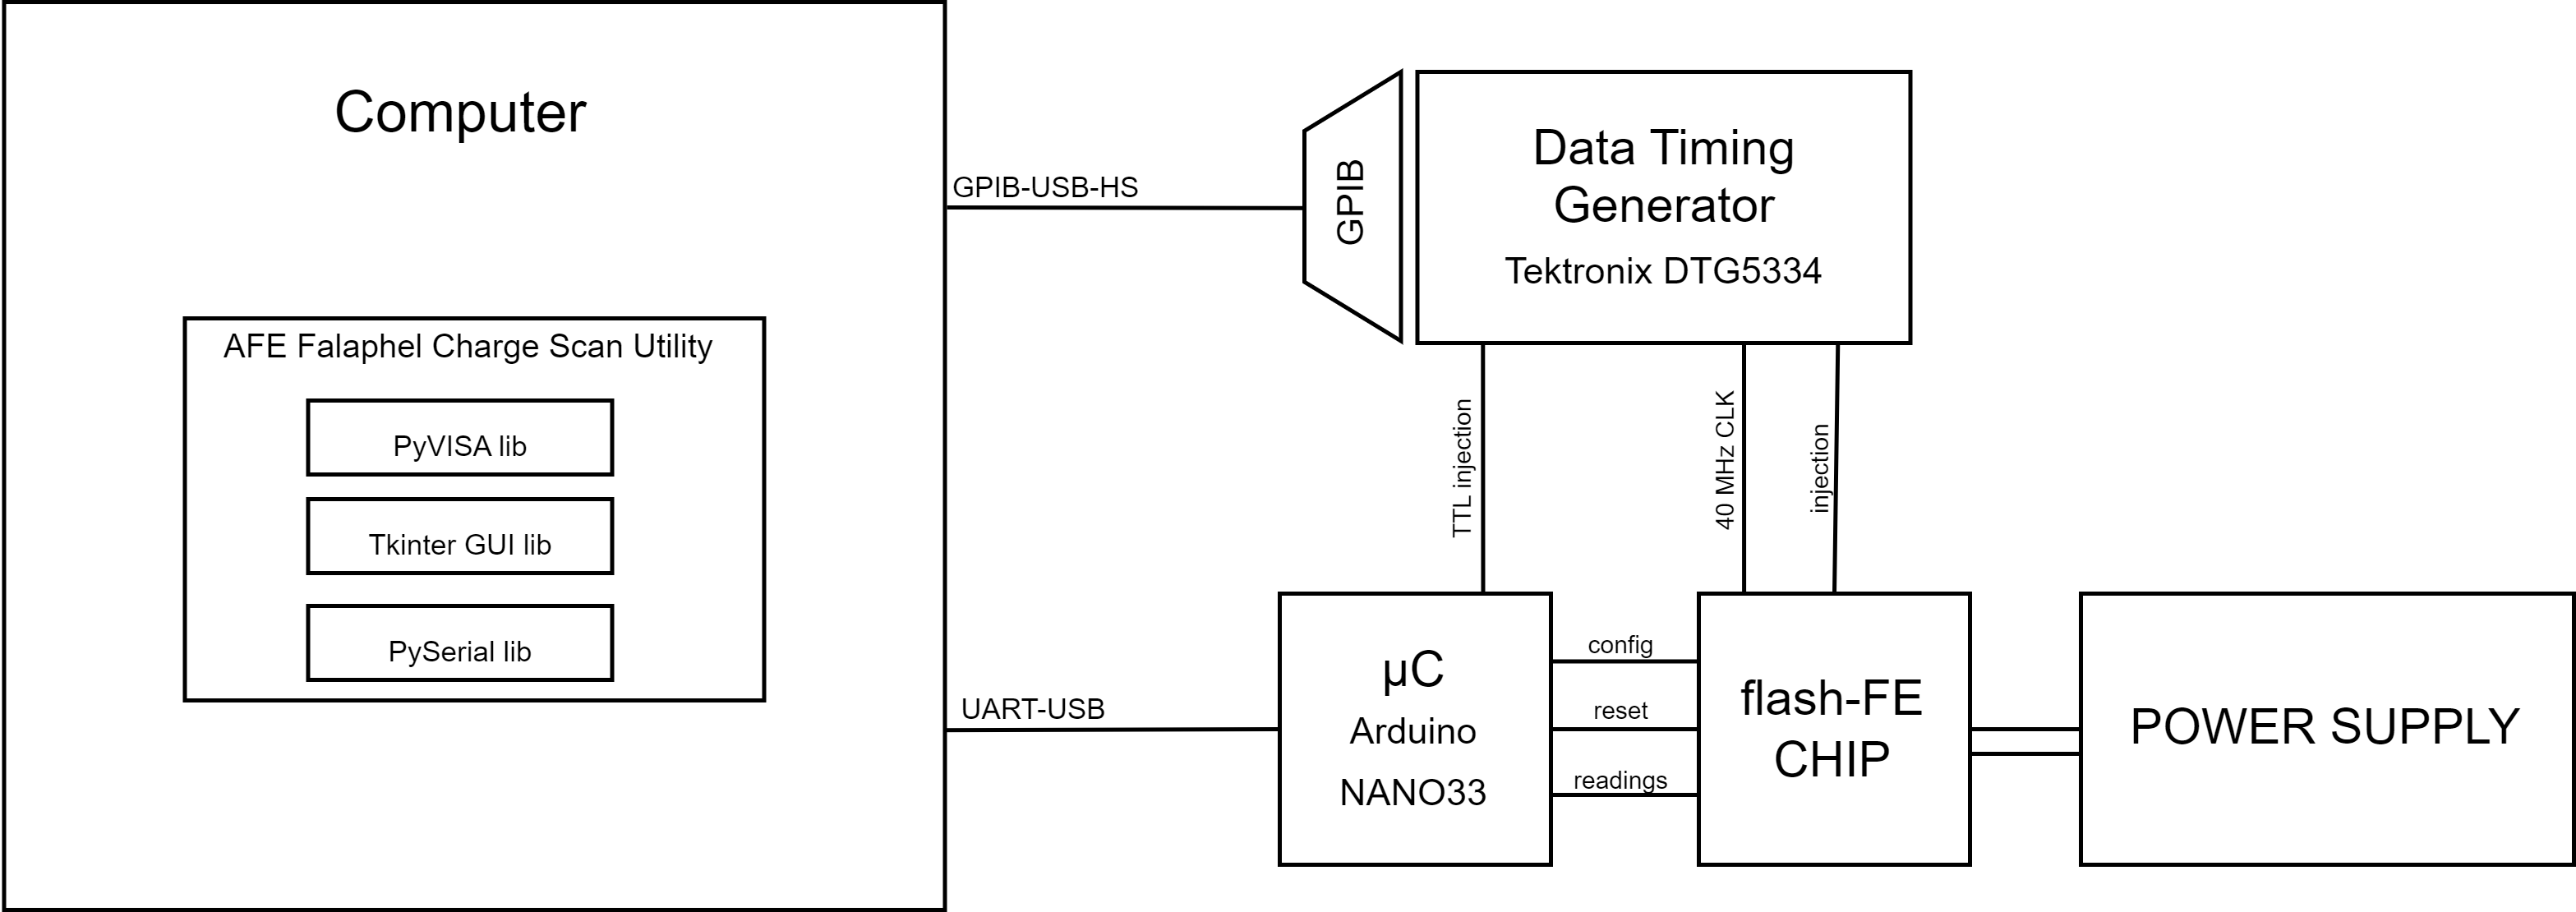 Computer
AFE Falaphel Charge Scan Utility
PyVISA lib
Tkinter GUI lib
PySerial lib
GPIB-USB-HS
UART-USB
GPIB
Data Timing
Generator
Tektronix DTG5334
TTL injection
40 MHz CLK
injection
µC
Arduino
NANO33
config
reset
readings
flash-FE
CHIP
POWER SUPPLY